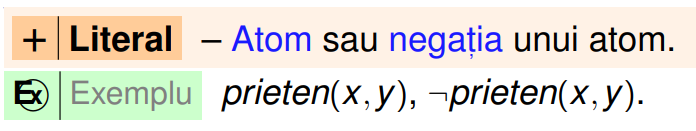 + Literal – Atom sau negația unui atom.
Ex Exemplu prieten(x, y), ¬prieten(x, y).